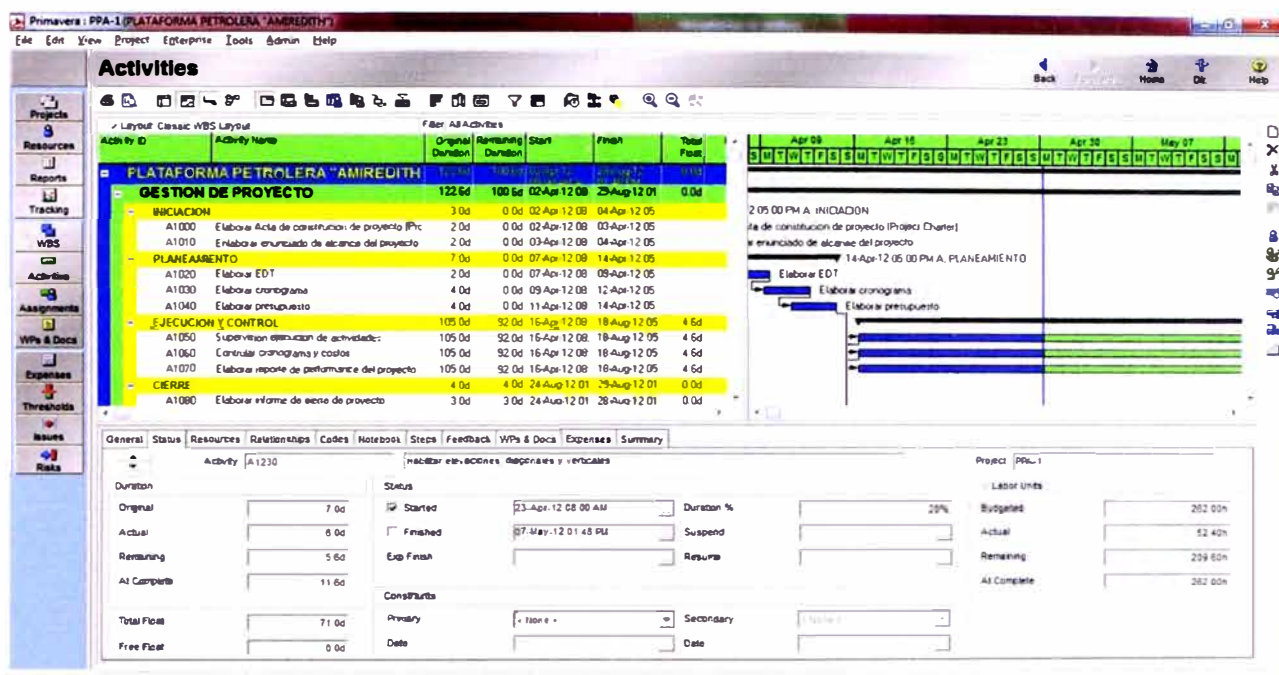 Primavera : PPA-1 (PLATAFORMA PETROLERA "AMIREDITH")
File Edit View Project Enterprise Tools Admin Help
Activities
Back Home Dir. Help
Projects
Resources
Reports
Tracking
WBS
Activities
Assignments
WPs & Docs
Expenses
Thresholds
Issues
Risks
Layout: Classic WBS Layout Filter: All Activities
Activity ID Activity Name Original Duration Remaining Duration Start Finish Total Float
Apr 09 Apr 16 Apr 23 Apr 30 May 07
S M T W T F S S M T W T F S S M T W T F S S M T W T F S S M T W T F S S M
PLATAFORMA PETROLERA "AMIREDITH
GESTION DE PROYECTO 122.6d 100.6d 02-Apr-12 08 29-Aug-12 01 0.0d
INICIACION 3.0d 0.0d 02-Apr-12 08 04-Apr-12 05 2 05:00 PM A, INICIACION
A1000 Elaborar Acta de constitucion de proyecto (Prc 2.0d 0.0d 02-Apr-12 08 03-Apr-12 05 ta de constitucion de proyecto (Project Charter)
A1010 Enlaborar enunciado de alcance del proyecto 2.0d 0.0d 03-Apr-12 08 04-Apr-12 05 r enunciado de alcance del proyecto
PLANEAMIENTO 7.0d 0.0d 07-Apr-12 08 14-Apr-12 05 14-Apr-12 05:00 PM A, PLANEAMIENTO
A1020 Elaborar EDT 2.0d 0.0d 07-Apr-12 08 09-Apr-12 05 Elaborar EDT
A1030 Elaborar cronograma 4.0d 0.0d 09-Apr-12 08 12-Apr-12 05 Elaborar cronograma
A1040 Elaborar presupuesto 4.0d 0.0d 11-Apr-12 08 14-Apr-12 05 Elaborar presupuesto
EJECUCION Y CONTROL 105.0d 92.0d 16-Apr-12 08 18-Aug-12 05 4.6d
A1050 Supervision ejecucion de actividades 105.0d 92.0d 16-Apr-12 08 18-Aug-12 05 4.6d
A1060 Controlar cronograma y costos 105.0d 92.0d 16-Apr-12 08 18-Aug-12 05 4.6d
A1070 Elaborar reporte de performance del proyecto 105.0d 92.0d 16-Apr-12 08 18-Aug-12 05 4.6d
CIERRE 4.0d 4.0d 24-Aug-12 01 29-Aug-12 01 0.0d
A1080 Elaborar informe de cierre de proyecto 3.0d 3.0d 24-Aug-12 01 28-Aug-12 01 0.0d
General Status Resources Relationships Codes Notebook Steps Feedback WPs & Docs Expenses Summary
Activity A1230 Habilitar elevaciones, diagonales y verticales Project PPA-1
Duration Status Labor Units
Original 7.0d Started 23-Apr-12 08:00 AM Duration % 20% Budgeted 262.00h
Actual 6.0d Finished 07-May-12 01:48 PM Suspend Actual 52.40h
Remaining 5.6d Exp Finish Resume Remaining 209.60h
At Complete 11.6d At Complete 262.00h
Constraints
Total Float 71.0d Primary < None > Secondary
Free Float 0.0d Date Date